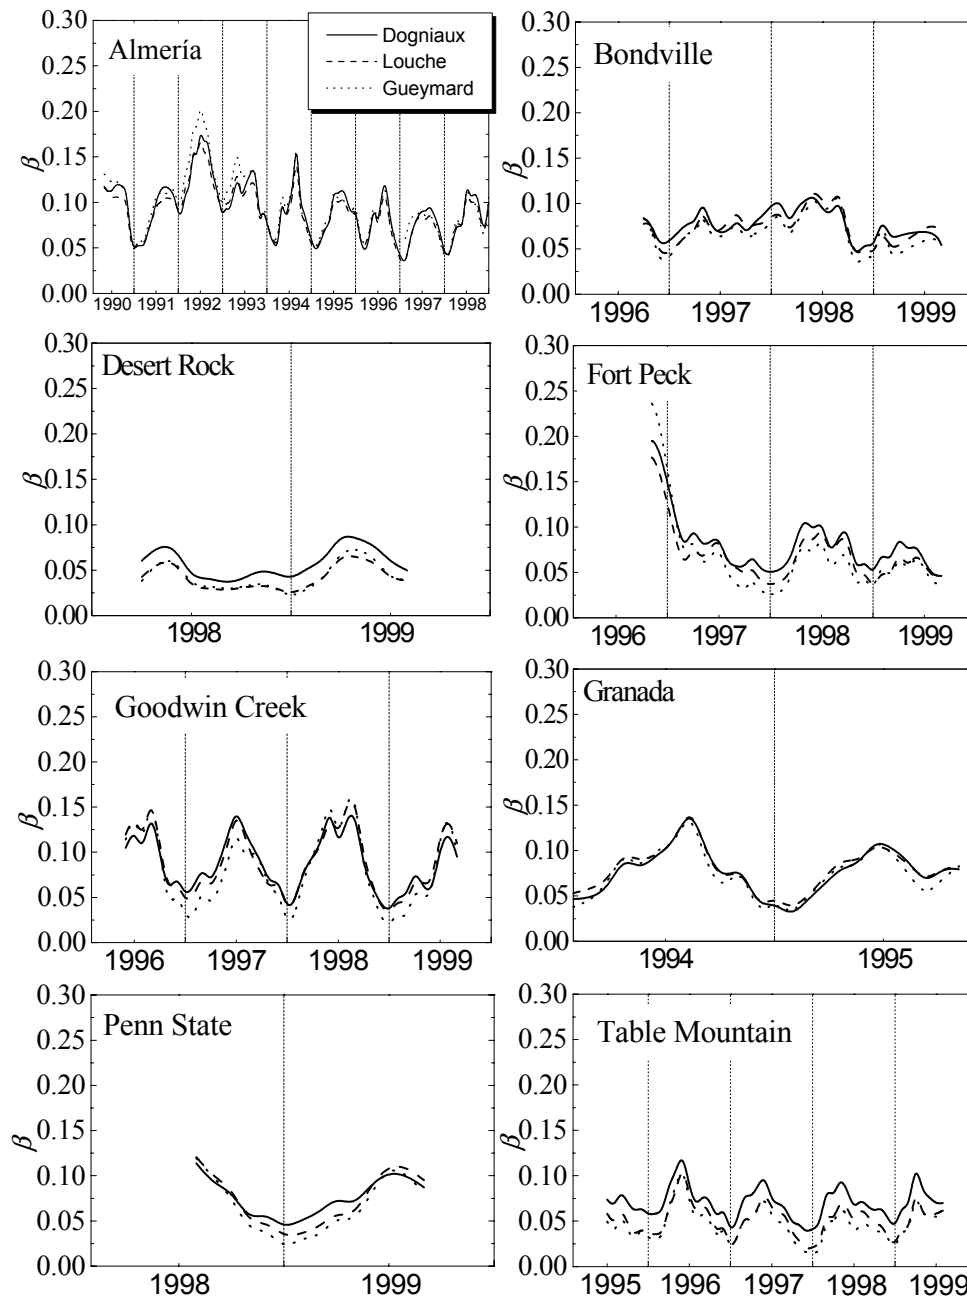 Almería
Dogniaux
Louche
Gueymard
0.30
0.25
0.20
0.15
0.10
0.05
0.00
β
1990 1991 1992 1993 1994 1995 1996 1997 1998
Bondville
0.30
0.25
0.20
0.15
0.10
0.05
0.00
β
1996 1997 1998 1999
Desert Rock
0.30
0.25
0.20
0.15
0.10
0.05
0.00
β
1998 1999
Fort Peck
0.30
0.25
0.20
0.15
0.10
0.05
0.00
β
1996 1997 1998 1999
Goodwin Creek
0.30
0.25
0.20
0.15
0.10
0.05
0.00
β
1996 1997 1998 1999
Granada
0.30
0.25
0.20
0.15
0.10
0.05
0.00
β
1994 1995
Penn State
0.30
0.25
0.20
0.15
0.10
0.05
0.00
β
1998 1999
Table Mountain
0.30
0.25
0.20
0.15
0.10
0.05
0.00
β
1995 1996 1997 1998 1999